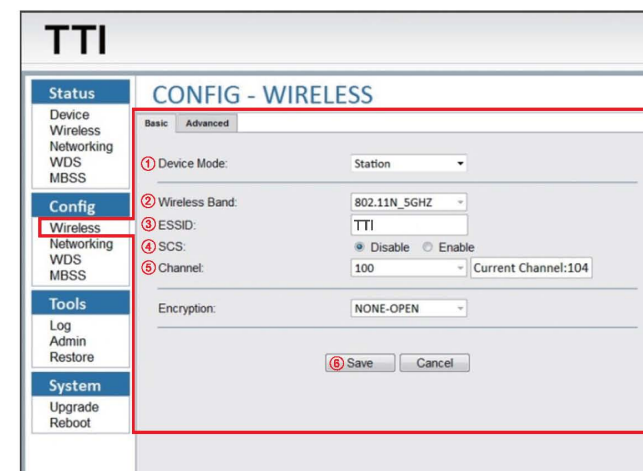 TTI
Status
Device
Wireless
Networking
WDS
MBSS
Config
Wireless
Networking
WDS
MBSS
Tools
Log
Admin
Restore
System
Upgrade
Reboot
CONFIG - WIRELESS
Basic Advanced
① Device Mode: Station
② Wireless Band: 802.11N_5GHZ
③ ESSID: TTI
④ SCS: Disable Enable
⑤ Channel: 100 Current Channel:104
Encryption: NONE-OPEN
⑥ Save Cancel